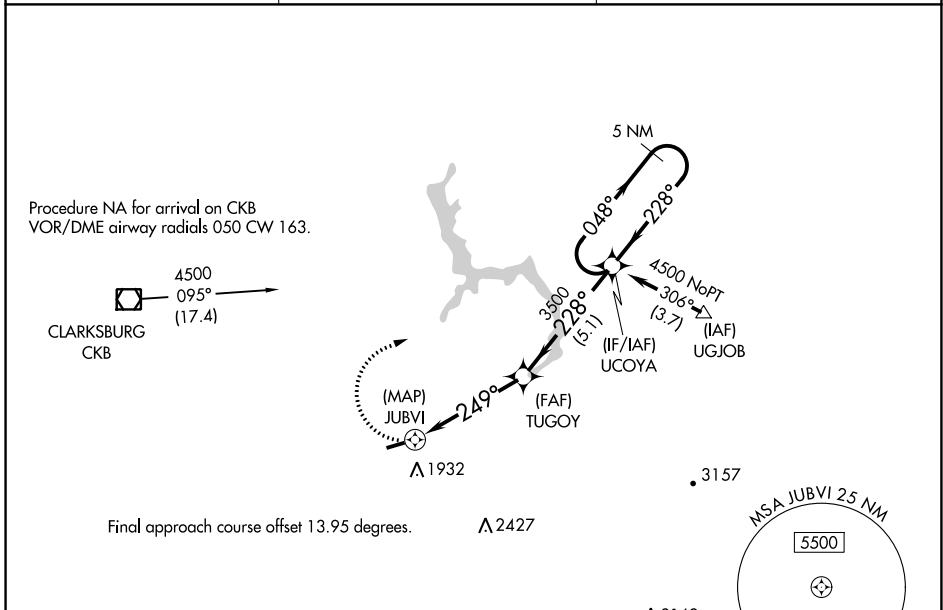 5 NM
Procedure NA for arrival on CKB
VOR/DME airway radials 050 CW 163.
048°
228°
4500
095°
(17.4)
CLARKSBURG
CKB
4500 NoPT
306°
(3.7)
(IAF)
UGJOB
3500
228°
(5.1)
(IF/IAF)
UCOYA
(MAP)
JUBVI
249°
(FAF)
TUGOY
1932
3157
Final approach course offset 13.95 degrees.
2427
MSA JUBVI 25 NM
5500